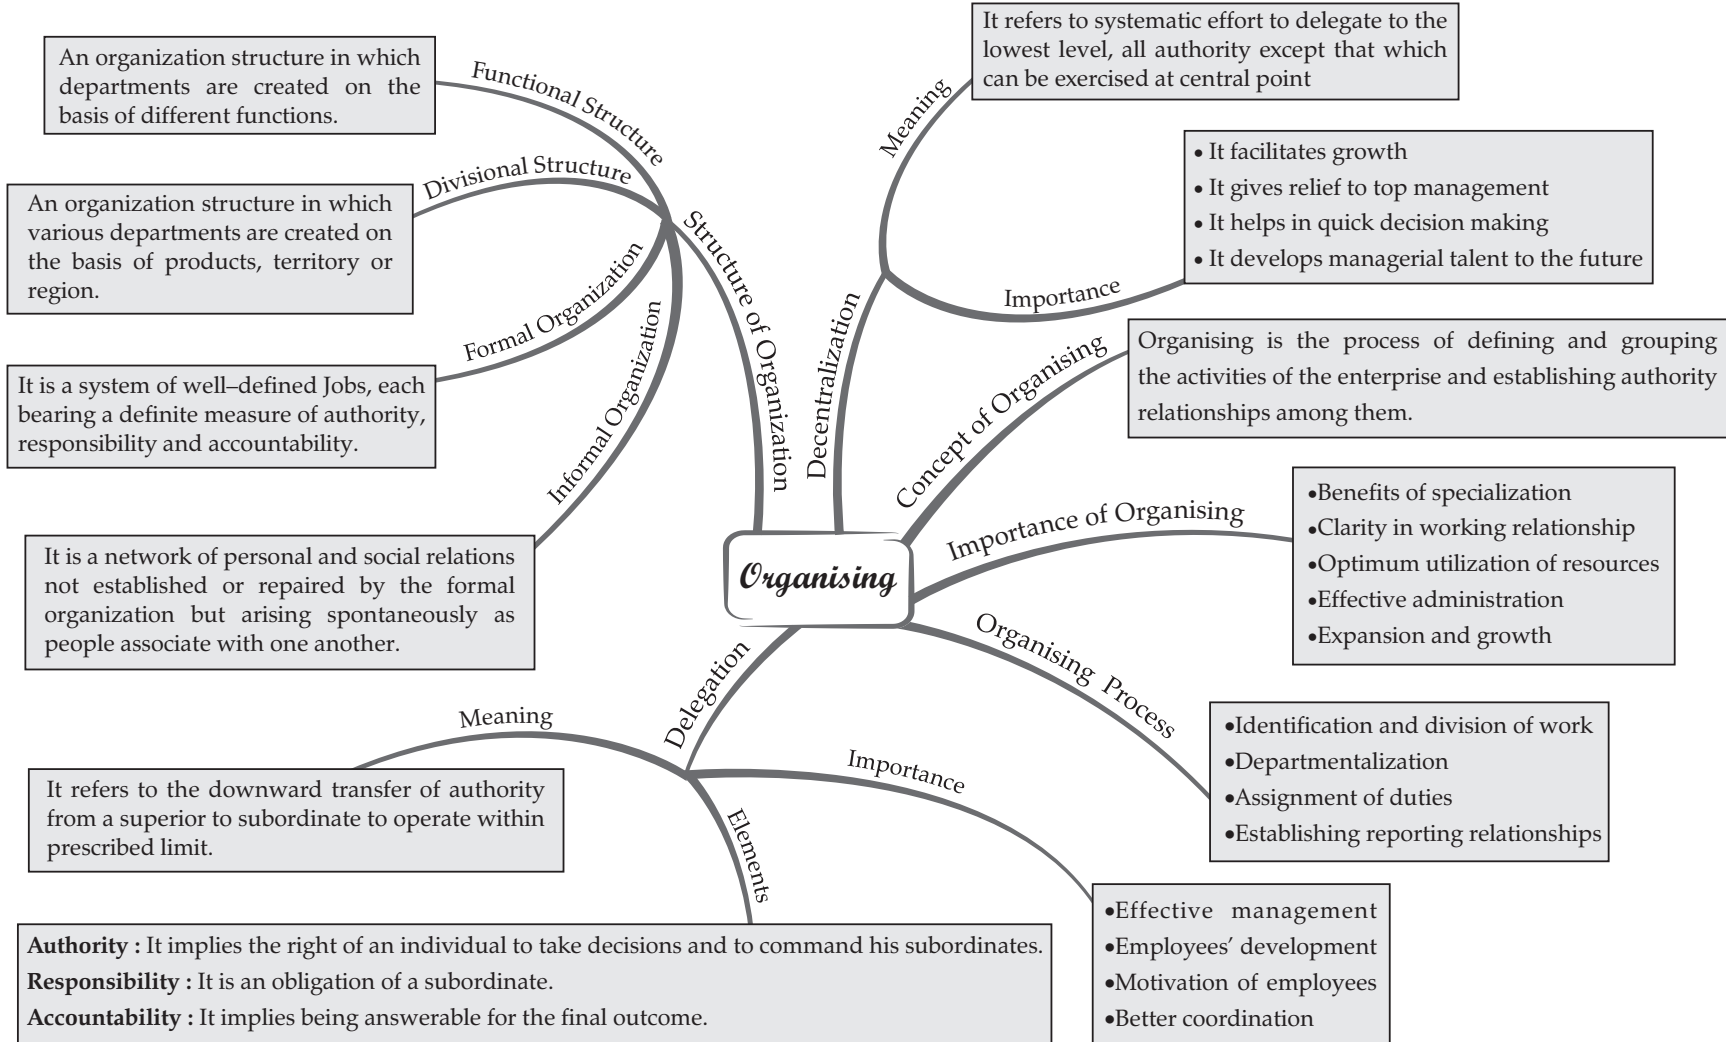 An organization structure in which
departments are created on the
basis of different functions.
Functional Structure
Divisional Structure
An organization structure in which
various departments are created on
the basis of products, territory or
region.
Formal Organization
It is a system of well–defined Jobs, each
bearing a definite measure of authority,
responsibility and accountability.
Informal Organization
It is a network of personal and social relations
not established or repaired by the formal
organization but arising spontaneously as
people associate with one another.
Structure of Organization
Decentralization
Meaning
It refers to systematic effort to delegate to the
lowest level, all authority except that which
can be exercised at central point
Importance
• It facilitates growth
• It gives relief to top management
• It helps in quick decision making
• It develops managerial talent to the future
Concept of Organising
Organising is the process of defining and grouping
the activities of the enterprise and establishing authority
relationships among them.
Importance of Organising
•Benefits of specialization
•Clarity in working relationship
•Optimum utilization of resources
•Effective administration
•Expansion and growth
Organising
Organising Process
•Identification and division of work
•Departmentalization
•Assignment of duties
•Establishing reporting relationships
Delegation
Meaning
It refers to the downward transfer of authority
from a superior to subordinate to operate within
prescribed limit.
Importance
•Effective management
•Employees' development
•Motivation of employees
•Better coordination
Elements
Authority : It implies the right of an individual to take decisions and to command his subordinates.
Responsibility : It is an obligation of a subordinate.
Accountability : It implies being answerable for the final outcome.